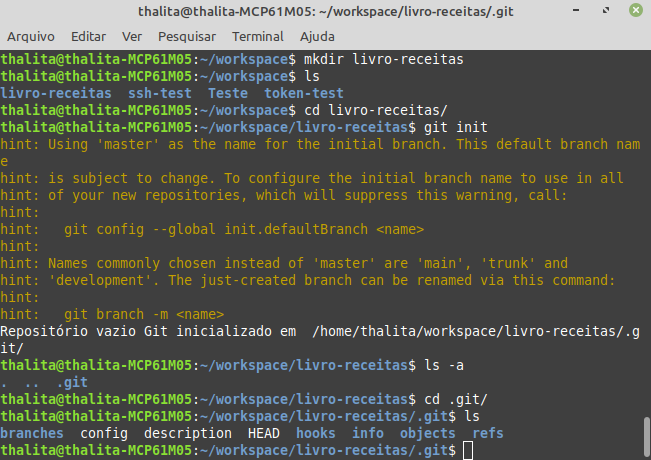 thalita@thalita-MCP61M05: ~/workspace/livro-receitas/.git
Arquivo Editar Ver Pesquisar Terminal Ajuda
thalita@thalita-MCP61M05:~/workspace$ mkdir livro-receitas
thalita@thalita-MCP61M05:~/workspace$ ls
livro-receitas  ssh-test  Teste  token-test
thalita@thalita-MCP61M05:~/workspace$ cd livro-receitas/
thalita@thalita-MCP61M05:~/workspace/livro-receitas$ git init
hint: Using 'master' as the name for the initial branch. This default branch nam
e
hint: is subject to change. To configure the initial branch name to use in all
hint: of your new repositories, which will suppress this warning, call:
hint:
hint:   git config --global init.defaultBranch <name>
hint:
hint: Names commonly chosen instead of 'master' are 'main', 'trunk' and
hint: 'development'. The just-created branch can be renamed via this command:
hint:
hint:   git branch -m <name>
Repositório vazio Git inicializado em  /home/thalita/workspace/livro-receitas/.g
it/
thalita@thalita-MCP61M05:~/workspace/livro-receitas$ ls -a
.  ..  .git
thalita@thalita-MCP61M05:~/workspace/livro-receitas$ cd .git/
thalita@thalita-MCP61M05:~/workspace/livro-receitas/.git$ ls
branches  config  description  HEAD  hooks  info  objects  refs
thalita@thalita-MCP61M05:~/workspace/livro-receitas/.git$